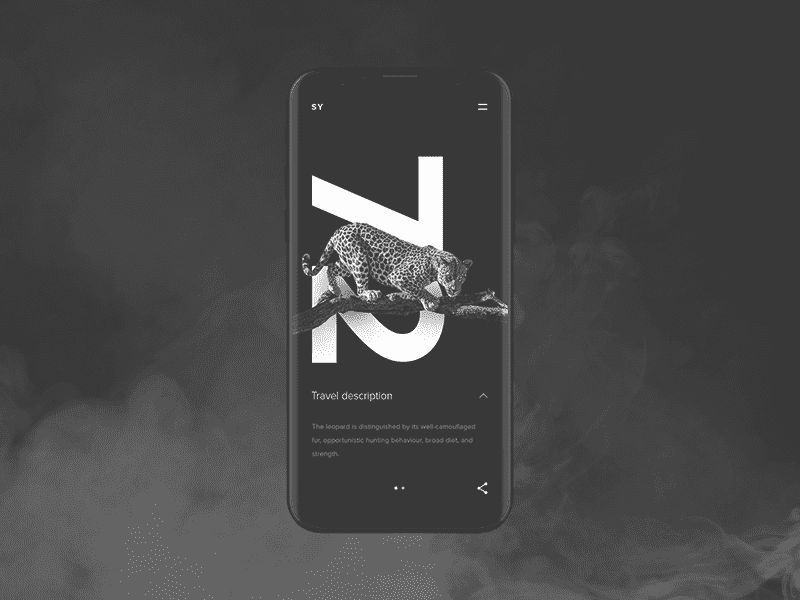 SY
72
Travel description
The leopard is distinguished by its well-camouflaged
fur, opportunistic hunting behaviour, broad diet, and
strength.